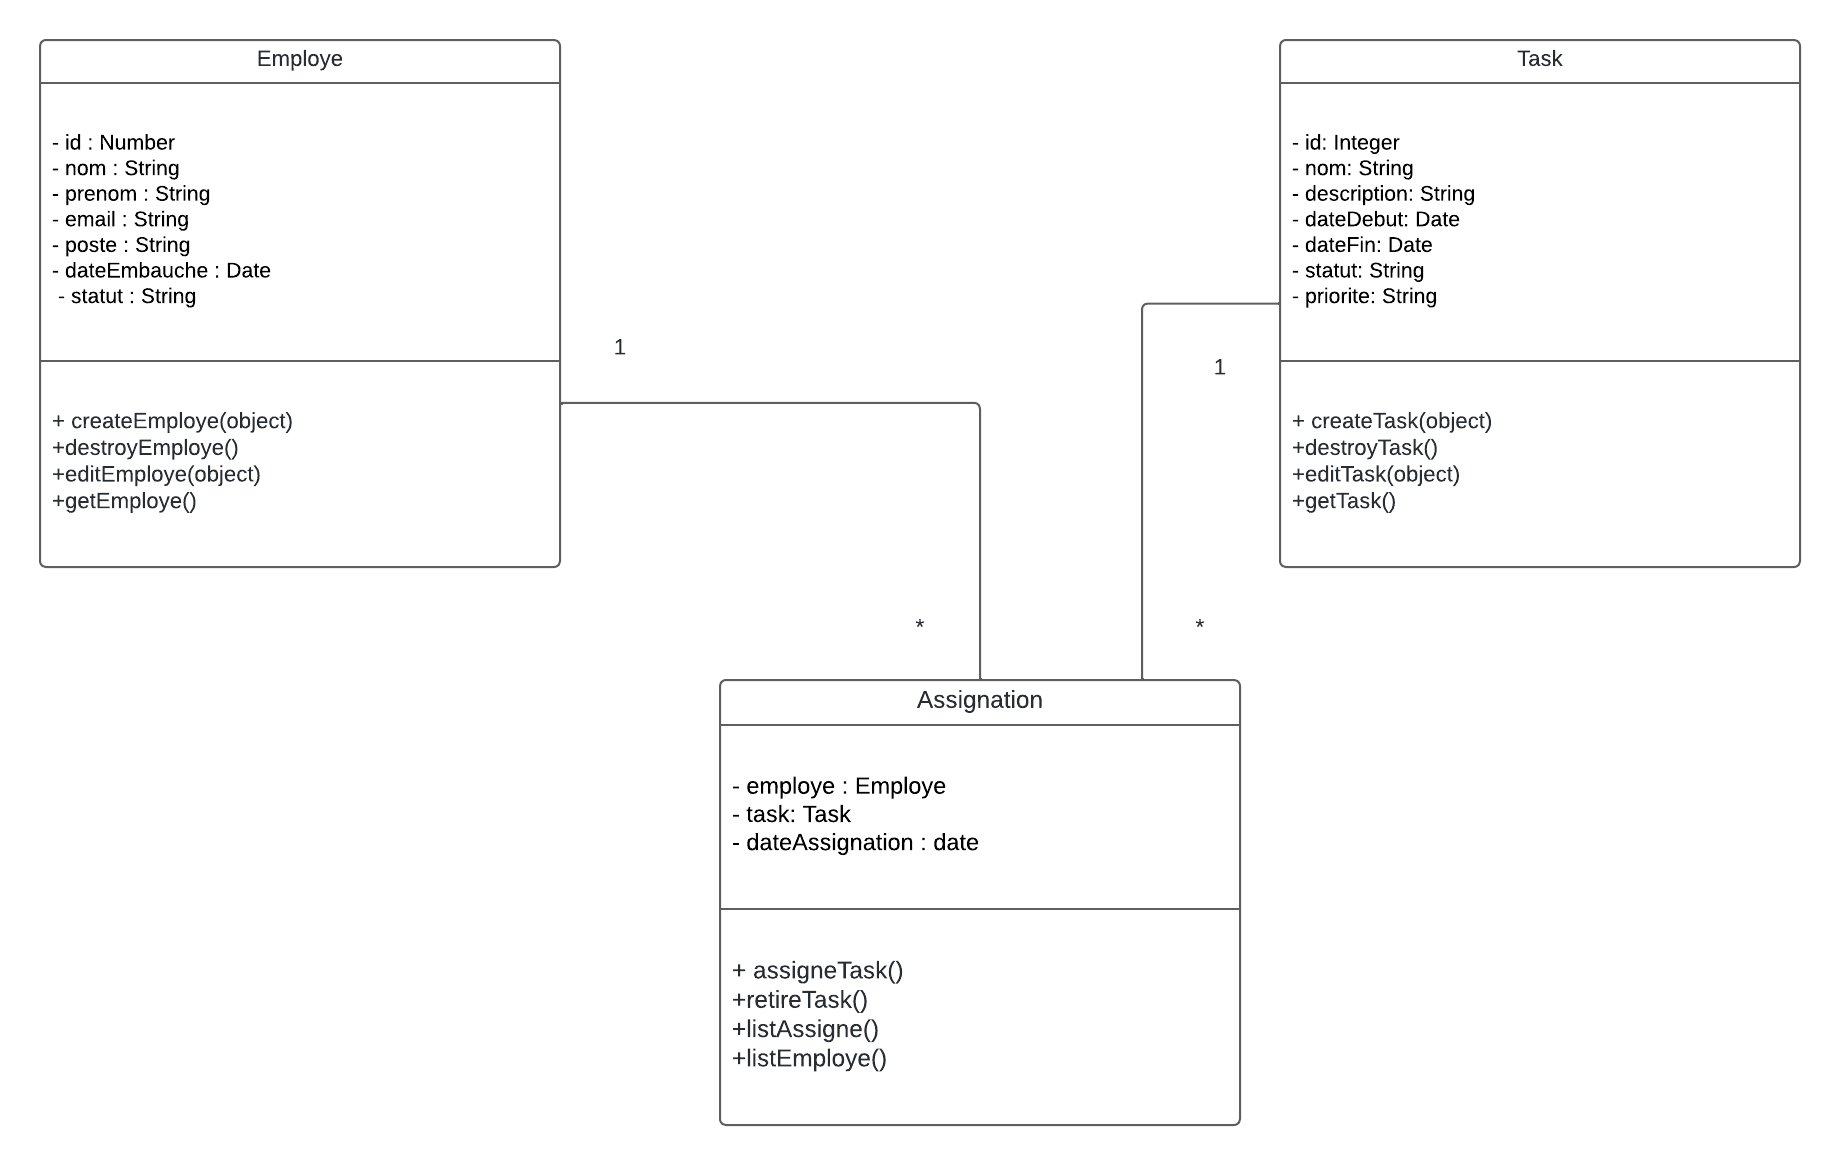 Employe
- id : Number
- nom : String
- prenom : String
- email : String
- poste : String
- dateEmbauche : Date
- statut : String
+ createEmploye(object)
+destroyEmploye()
+editEmploye(object)
+getEmploye()
Task
- id: Integer
- nom: String
- description: String
- dateDebut: Date
- dateFin: Date
- statut: String
- priorite: String
+ createTask(object)
+destroyTask()
+editTask(object)
+getTask()
1
1
*
*
Assignation
- employe : Employe
- task: Task
- dateAssignation : date
+ assigneTask()
+retireTask()
+listAssigne()
+listEmploye()